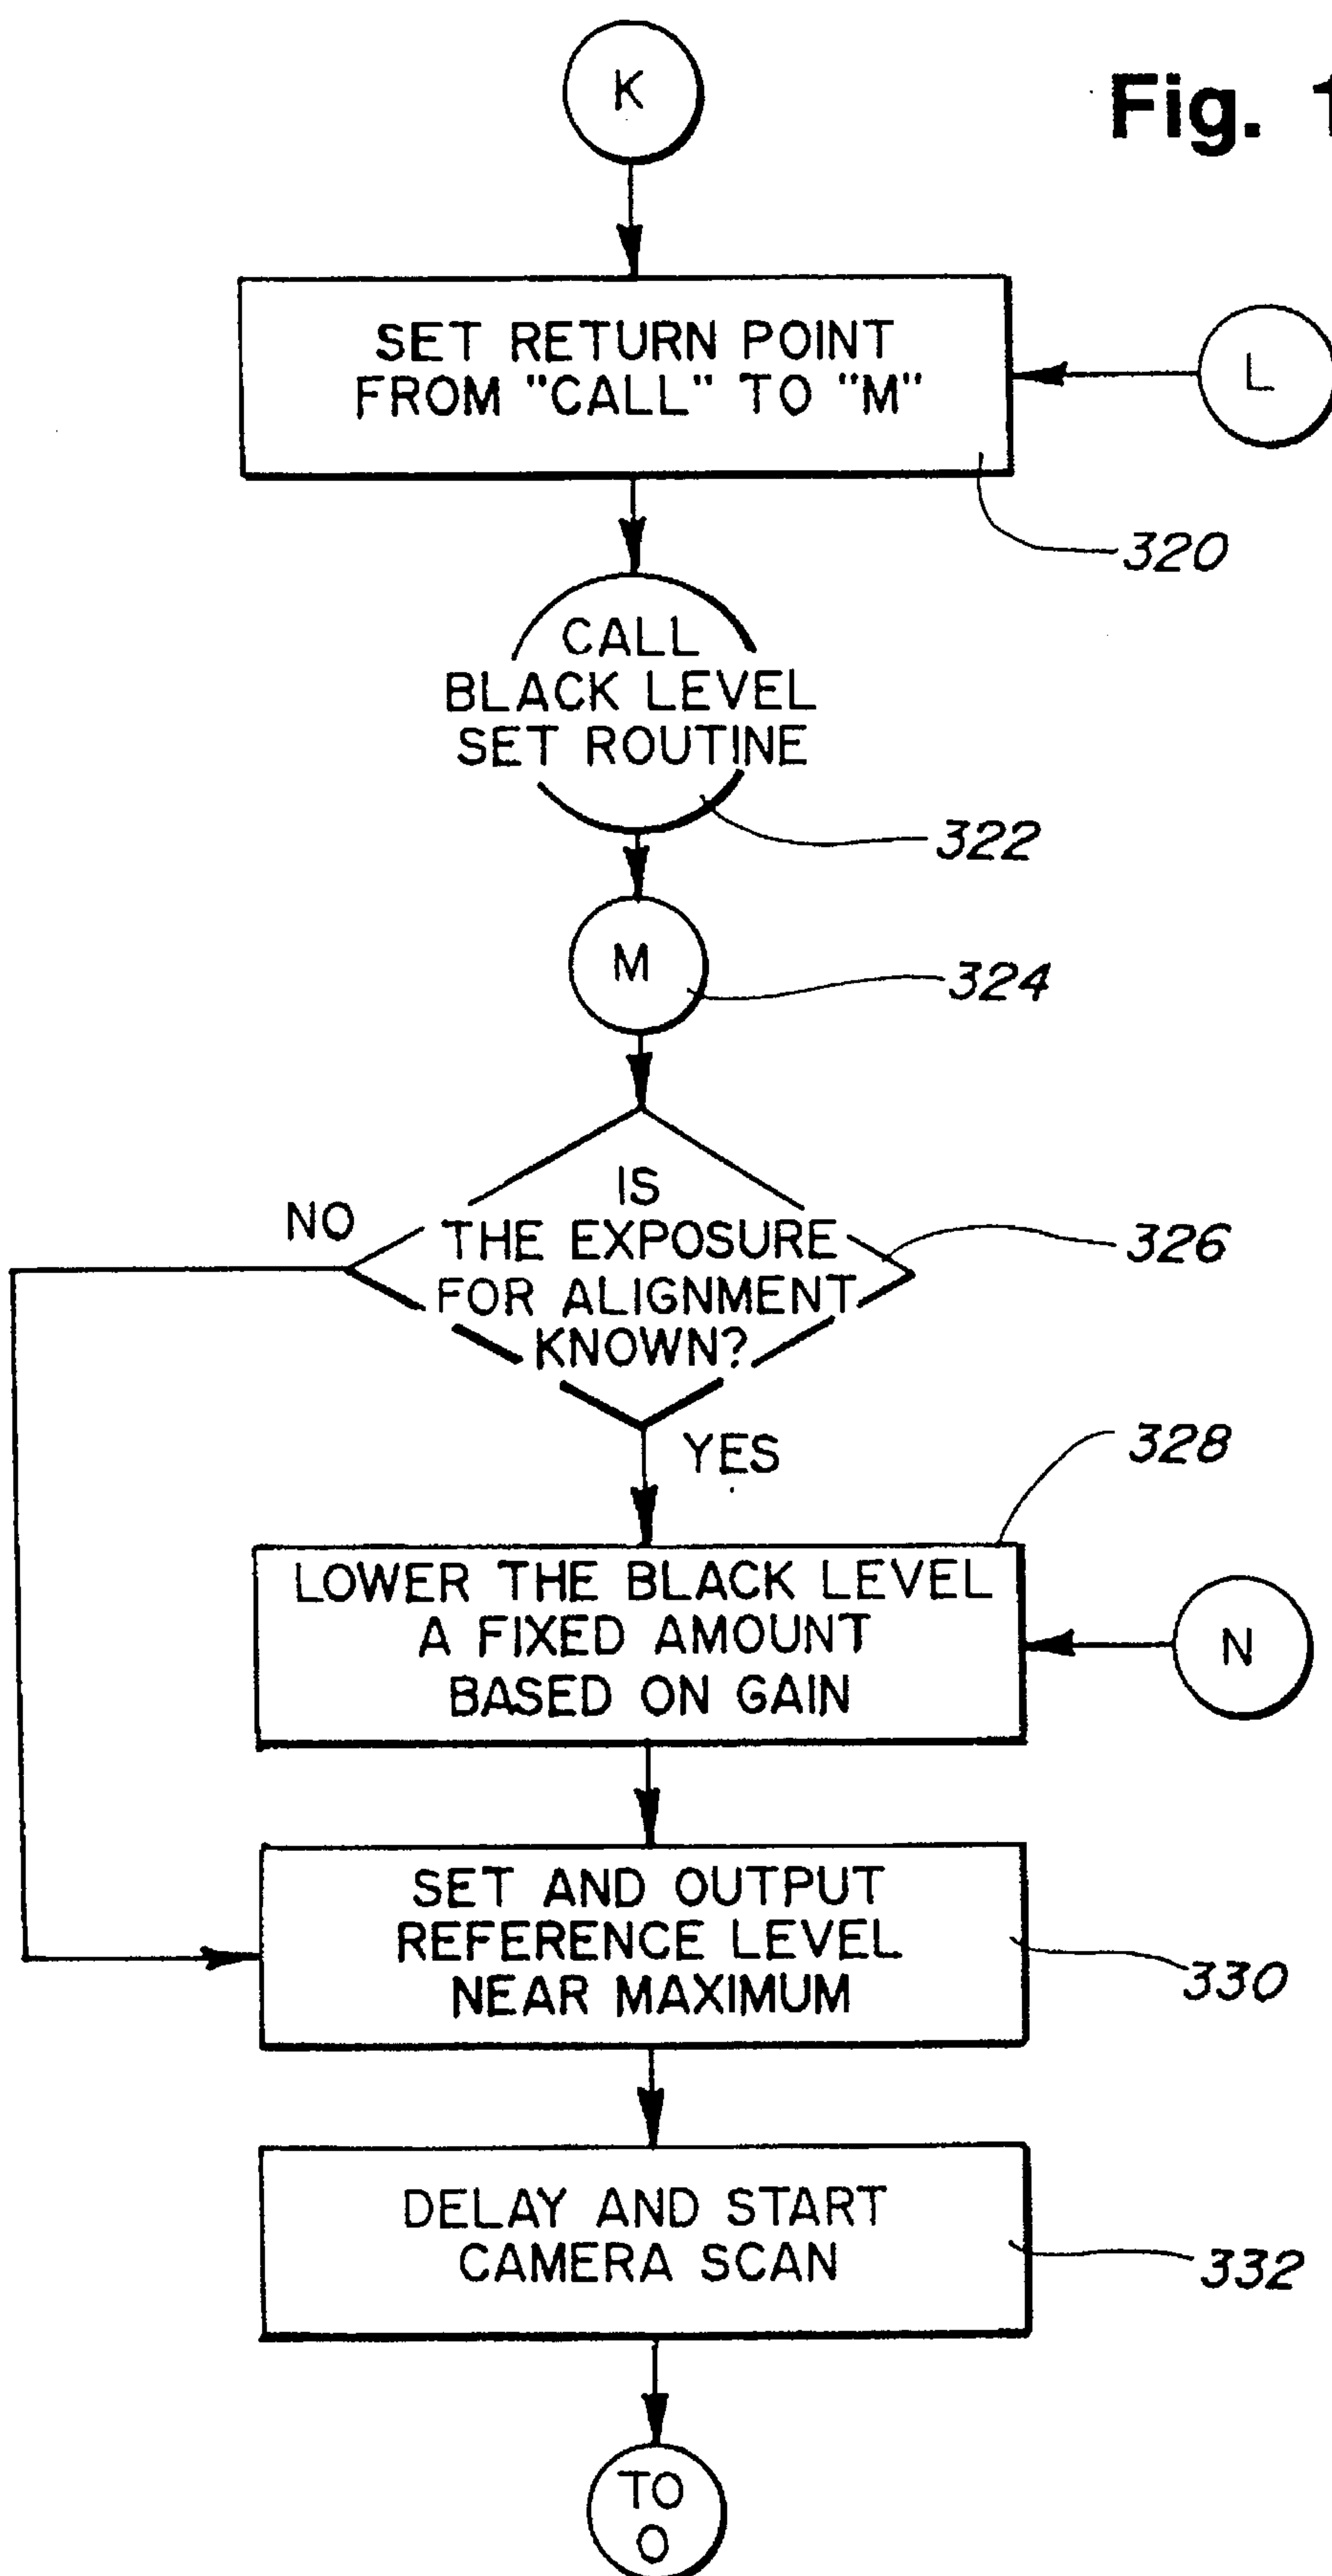 K
Fig. 1
SET RETURN POINT
FROM "CALL" TO "M"
L
320
CALL
BLACK LEVEL
SET ROUTINE
322
M
324
IS
THE EXPOSURE
FOR ALIGNMENT
KNOWN?
NO
326
YES
328
LOWER THE BLACK LEVEL
A FIXED AMOUNT
BASED ON GAIN
N
SET AND OUTPUT
REFERENCE LEVEL
NEAR MAXIMUM
330
DELAY AND START
CAMERA SCAN
332
TO
O